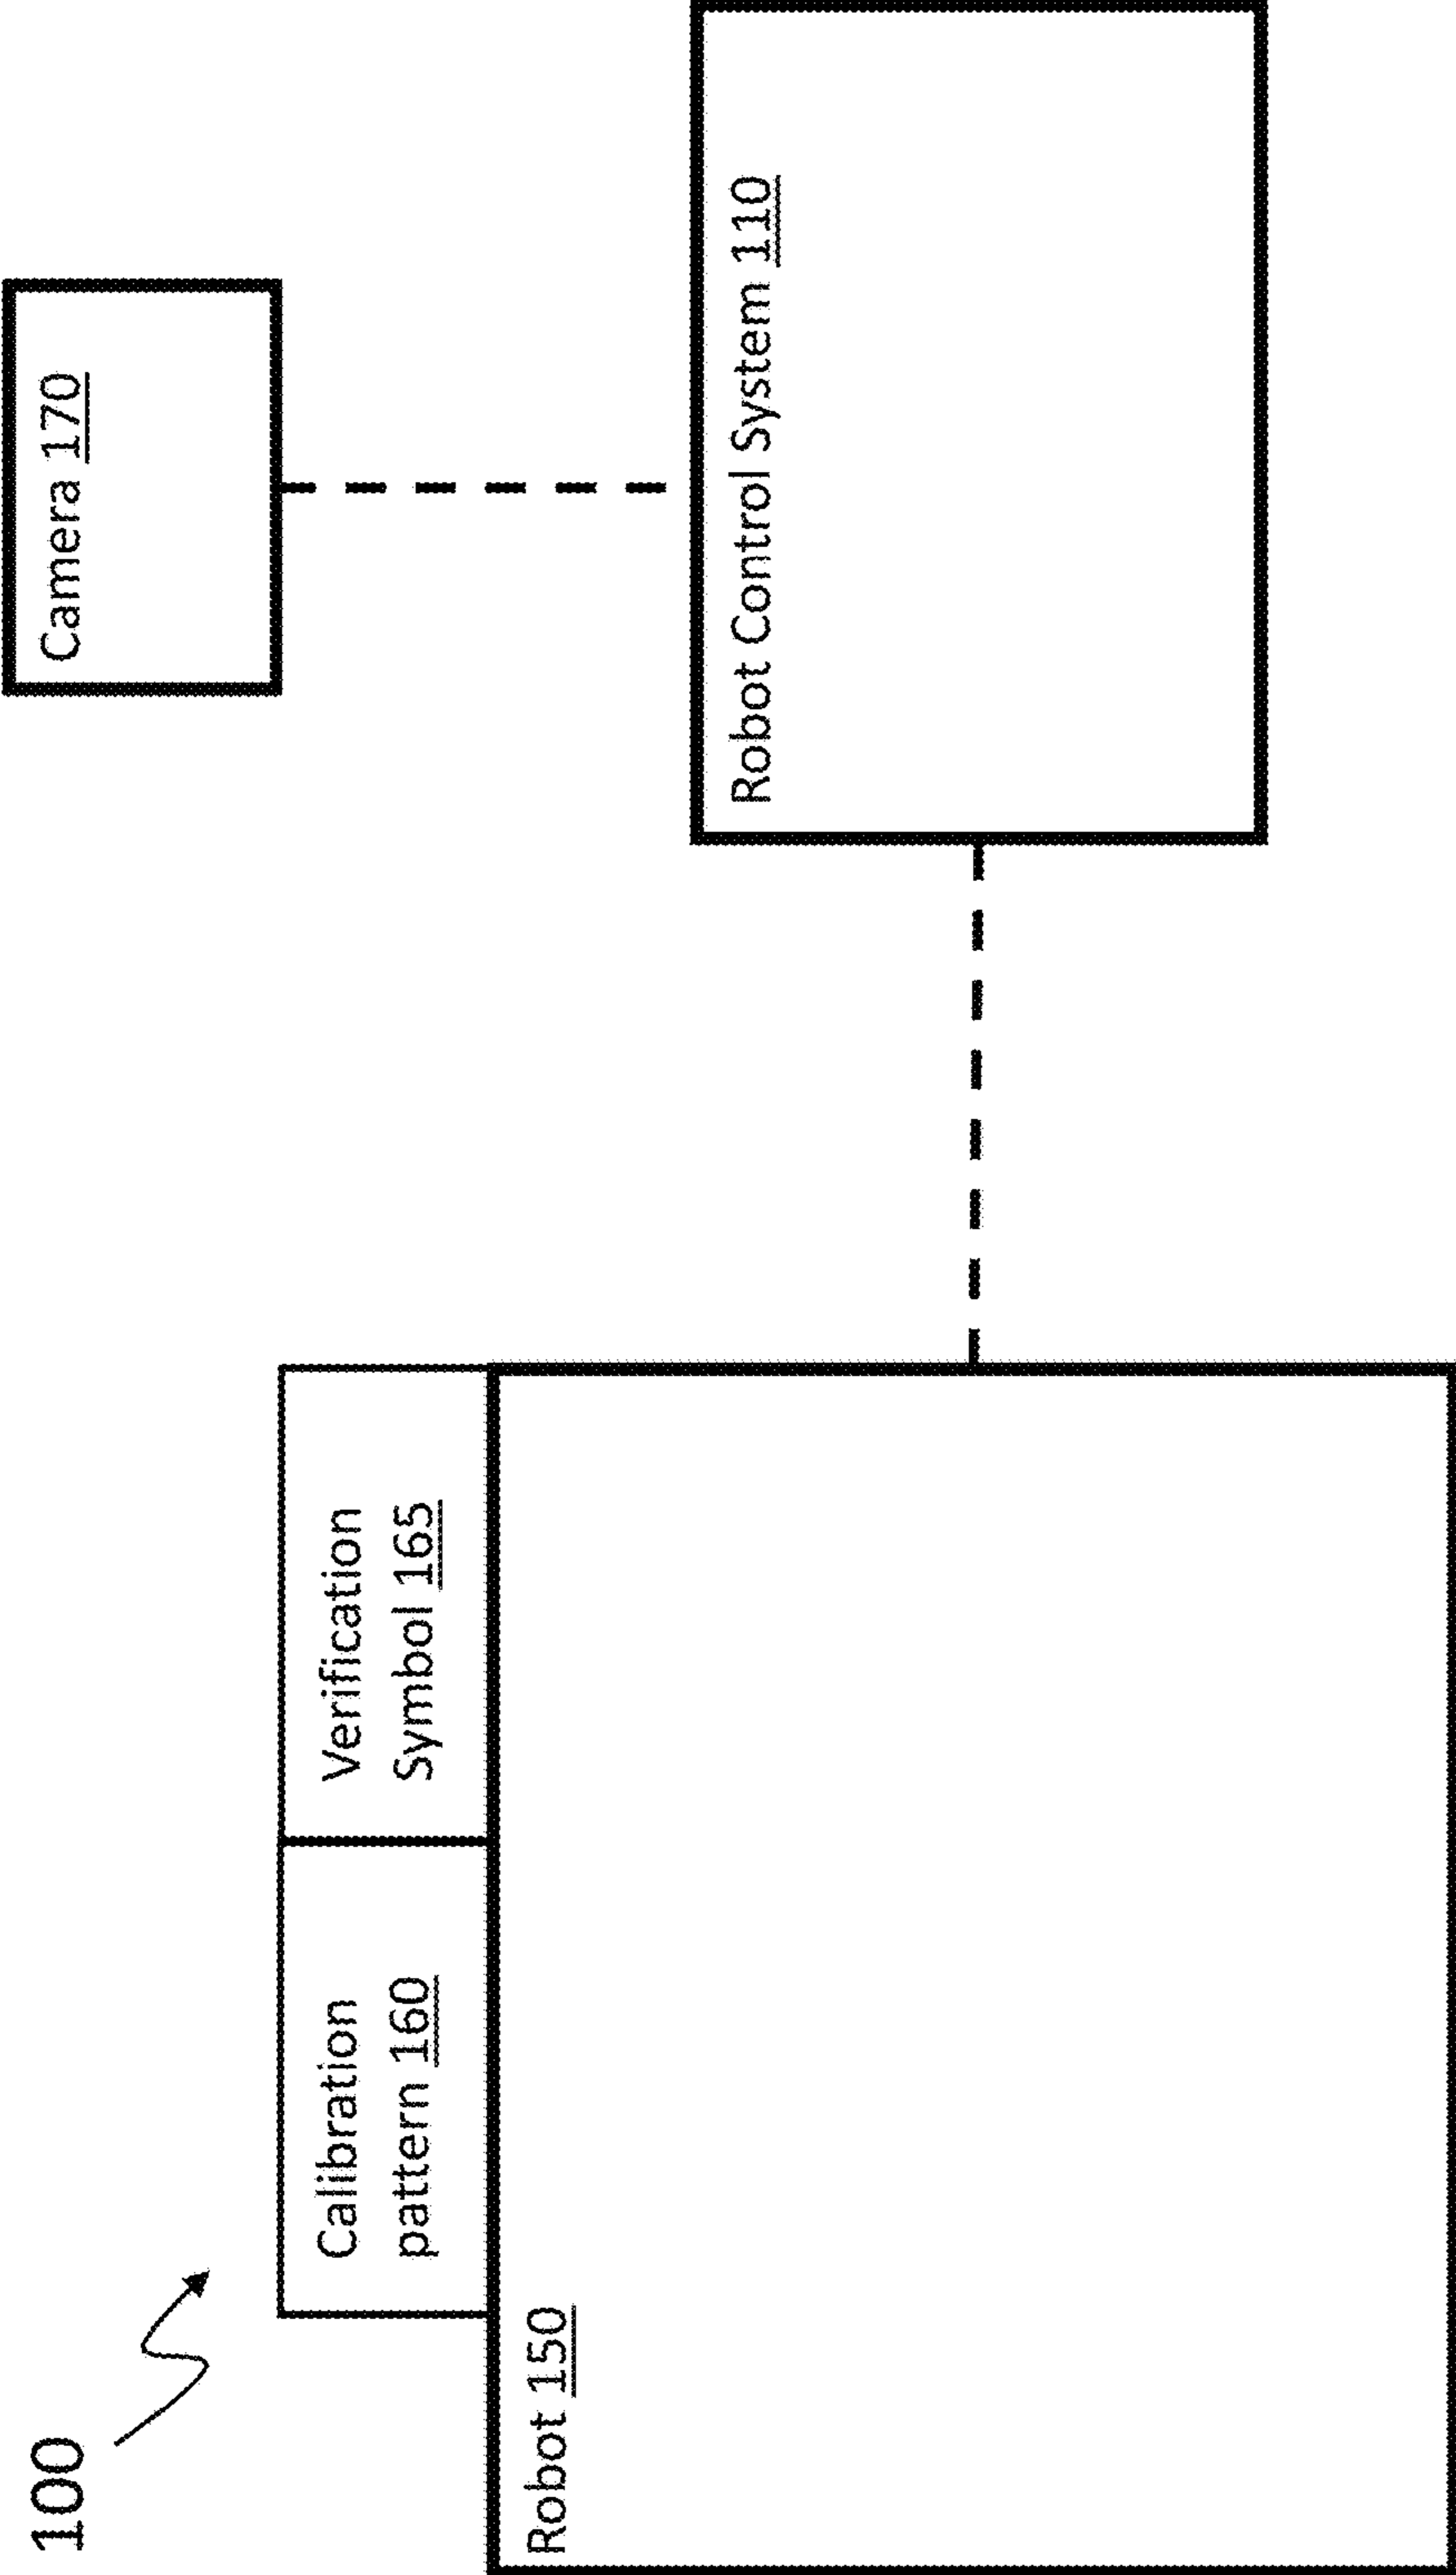 100
Camera 170
Calibration
pattern 160
Verification
Symbol 165
Robot 150
Robot Control System 110